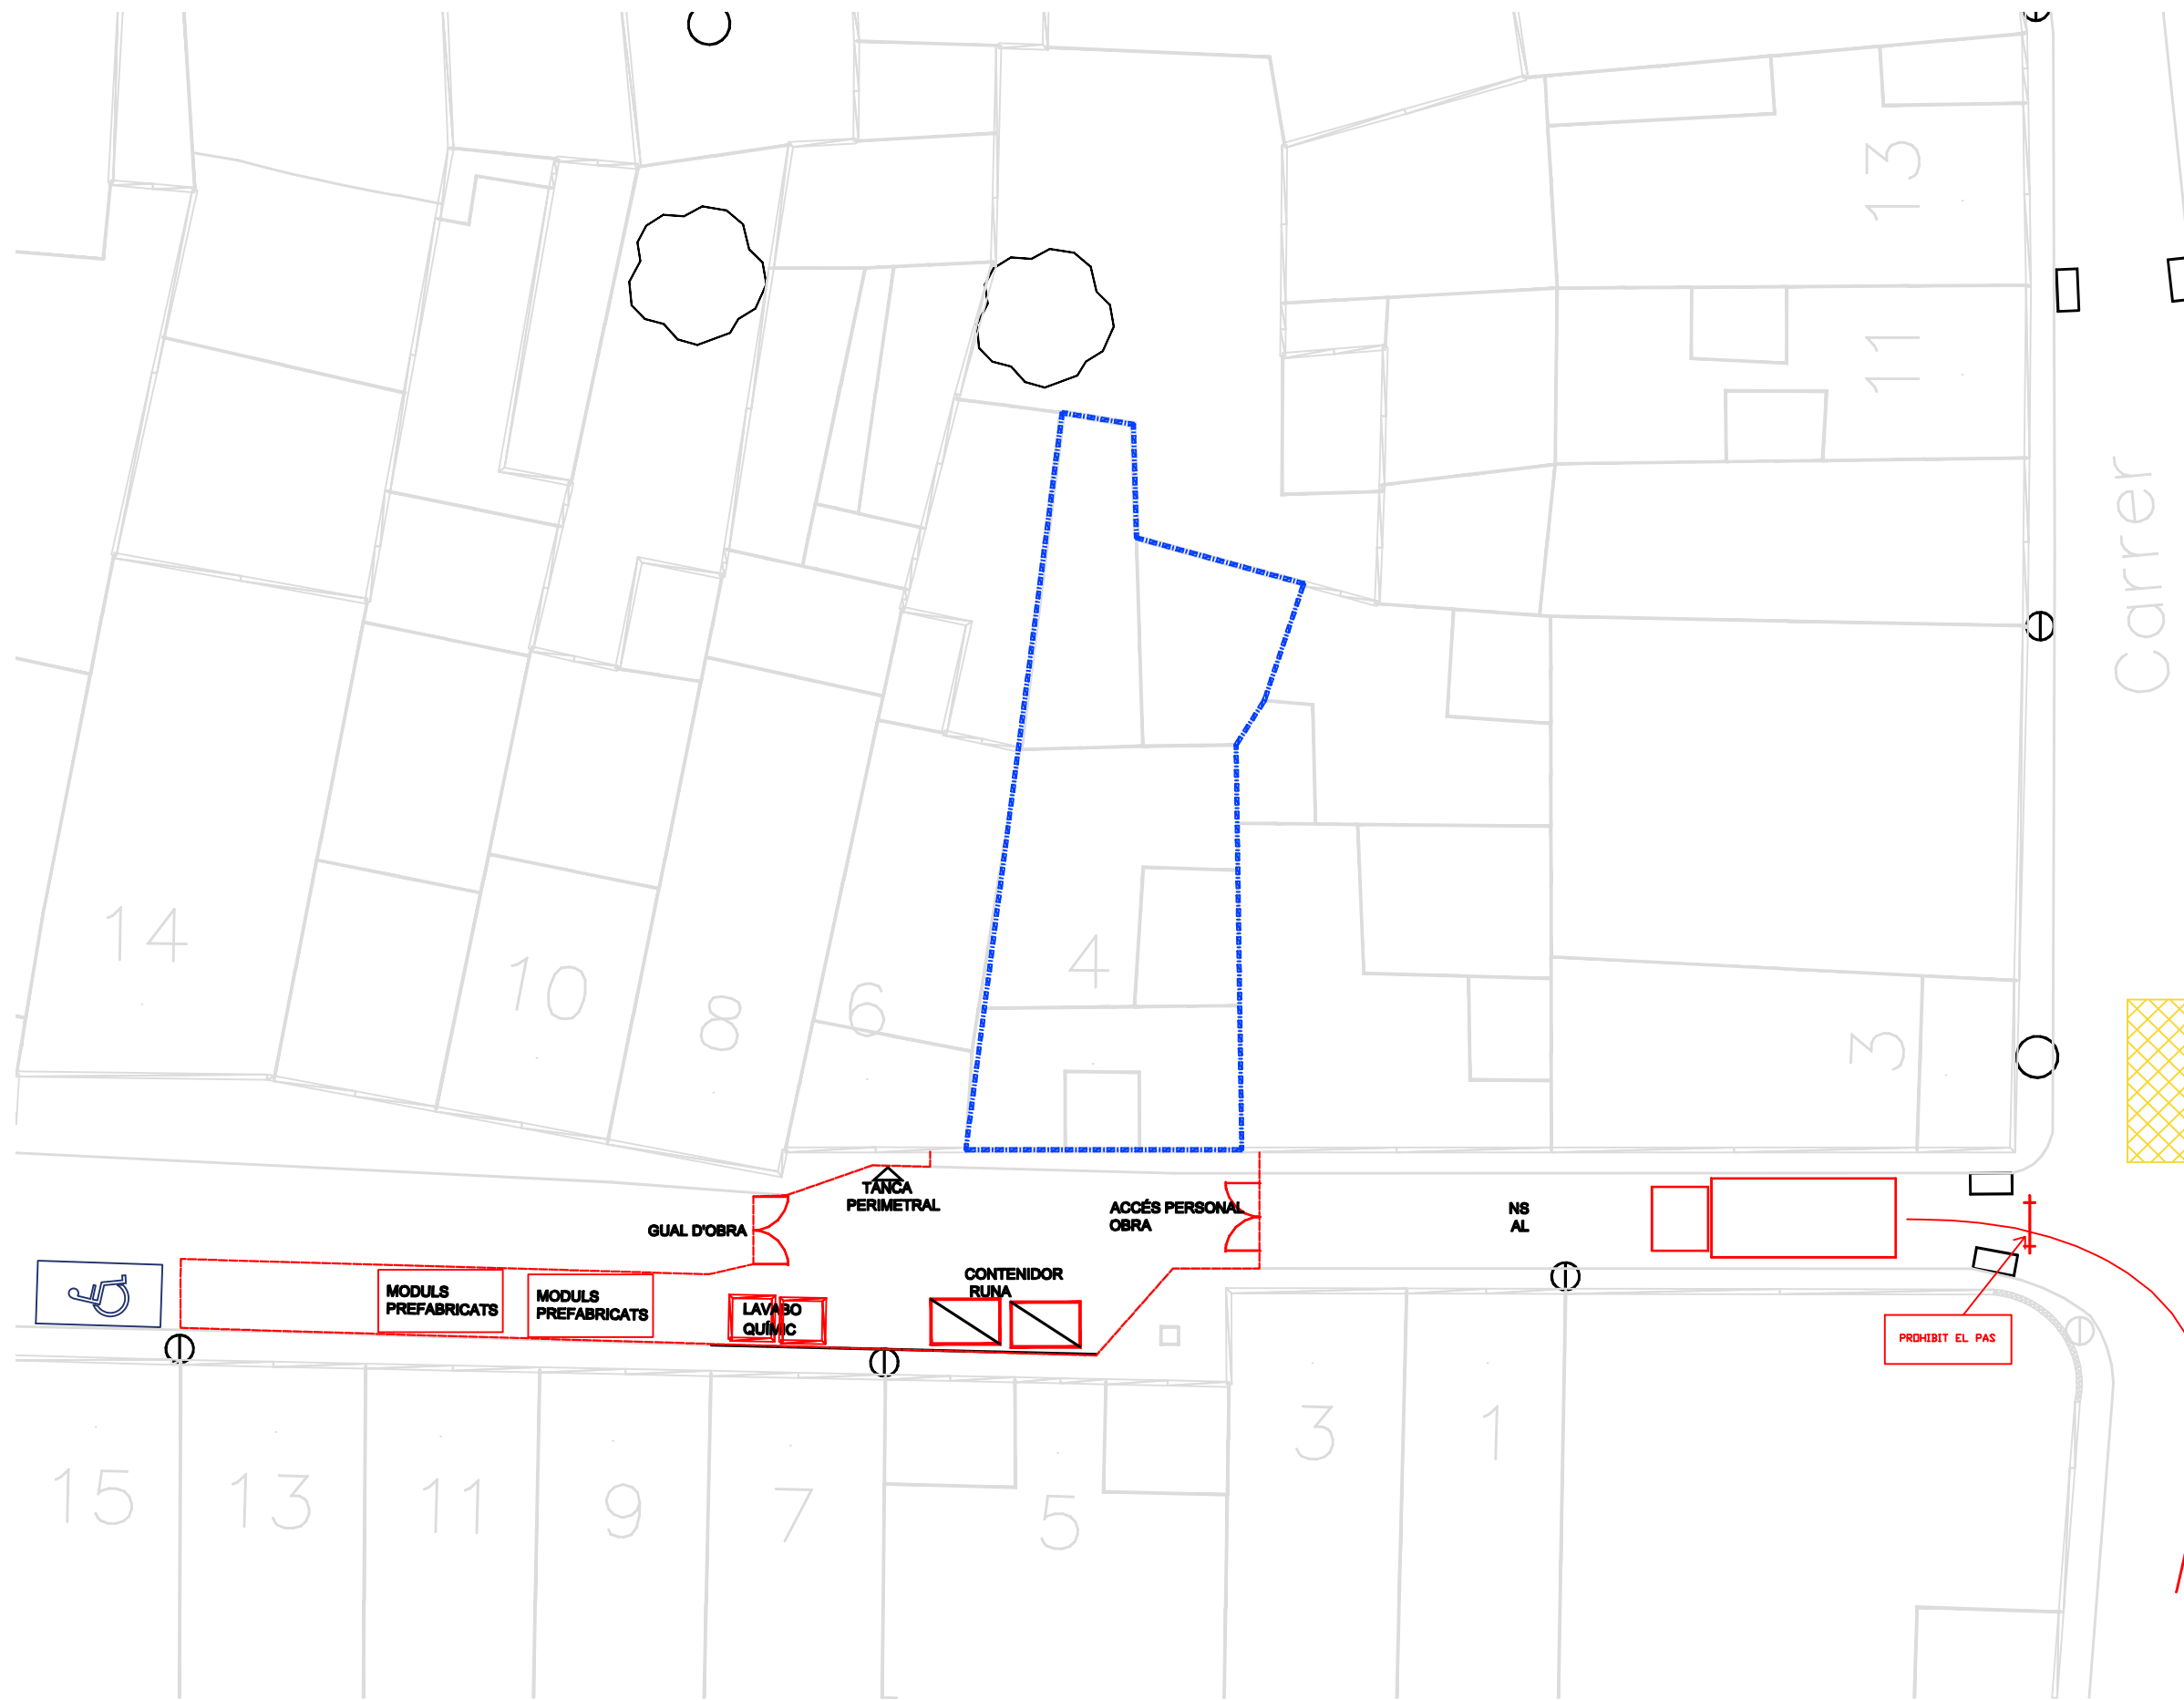 13
11
Carrer
14
10
8
6
4
3
TANCA
PERIMETRAL
ACCÉS PERSONAL
OBRA
NS
AL
GUAL D'OBRA
CONTENIDOR
RUNA
MODULS
PREFABRICATS
MODULS
PREFABRICATS
LAVABO
QUÍMIC
PROHIBIT EL PAS
15
13
11
9
7
5
3
1